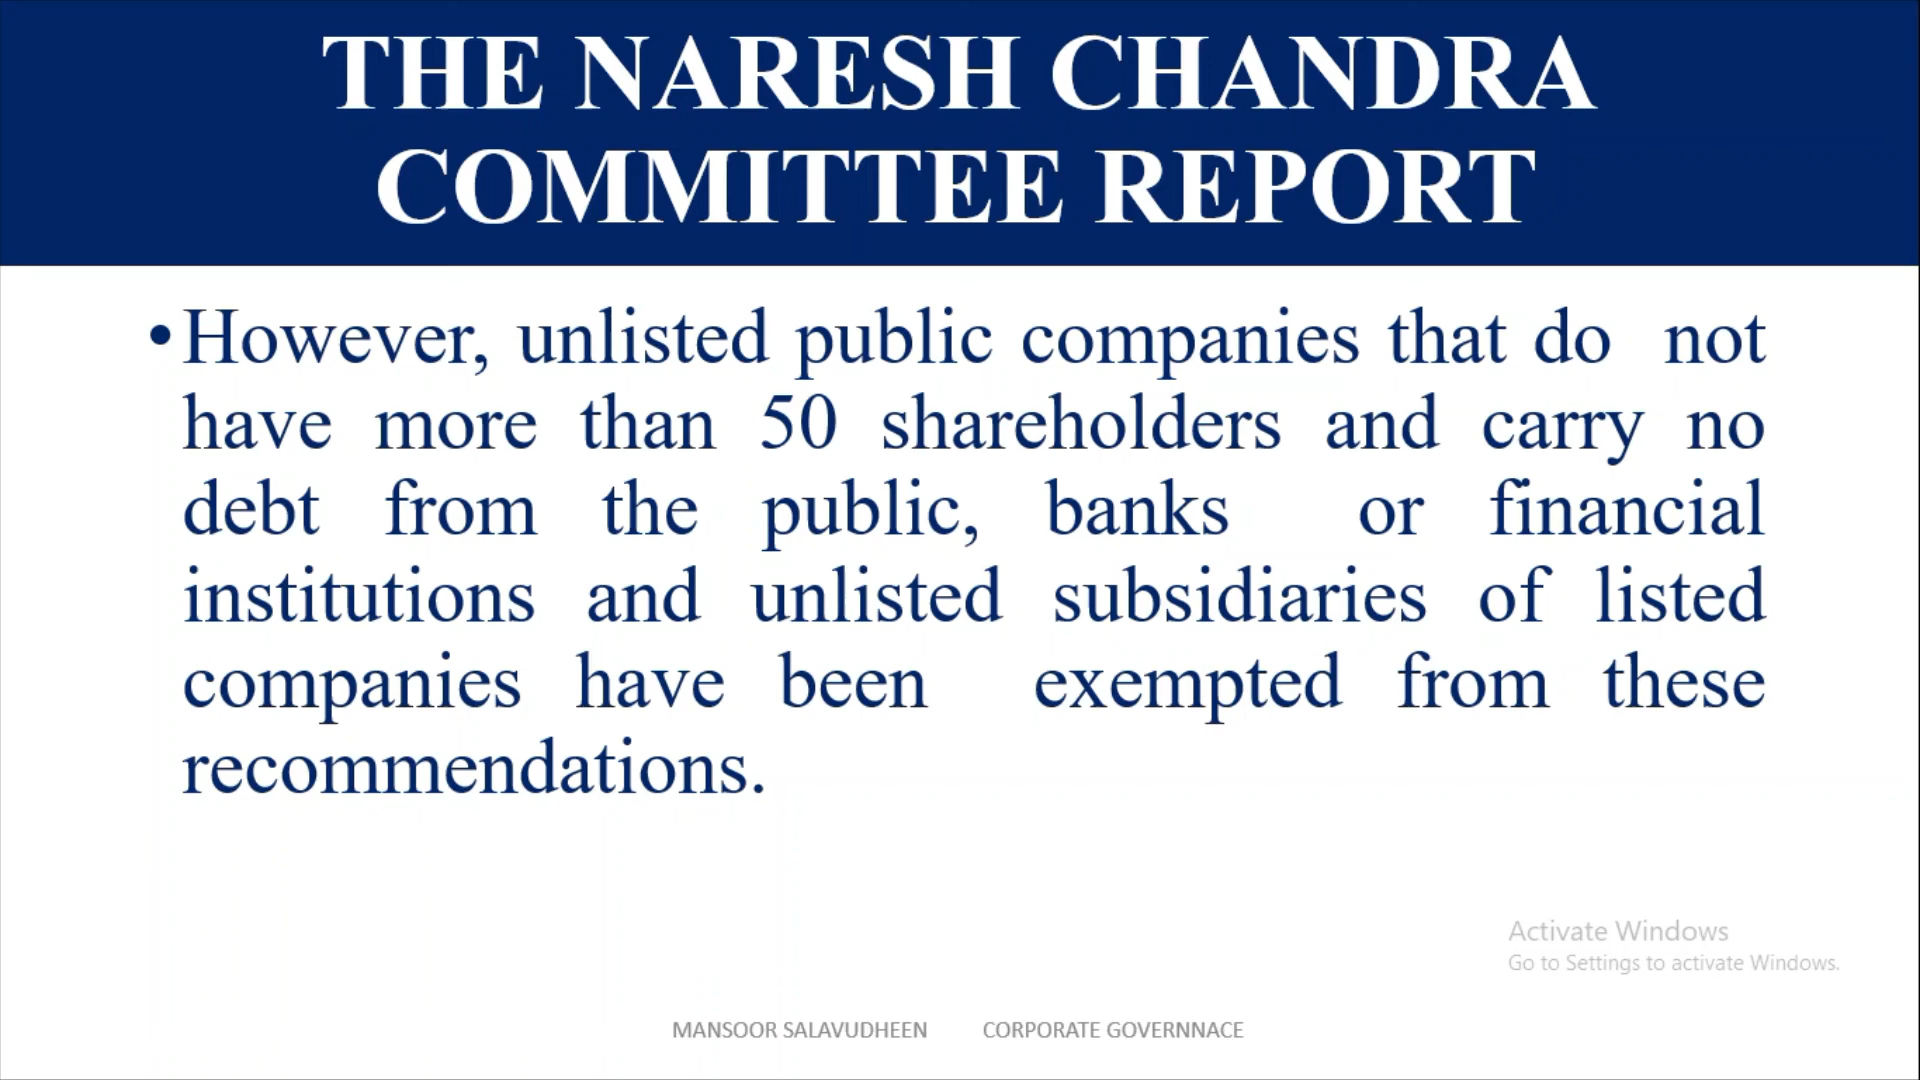 THE NARESH CHANDRA
COMMITTEE REPORT
•However, unlisted public companies that do not
have more than 50 shareholders and carry no
debt from the public, banks or financial
institutions and unlisted subsidiaries of listed
companies have been exempted from these
recommendations.
Activate Windows
Go to Settings to activate Windows.
MANSOOR SALAVUDHEEN CORPORATE GOVERNNACE